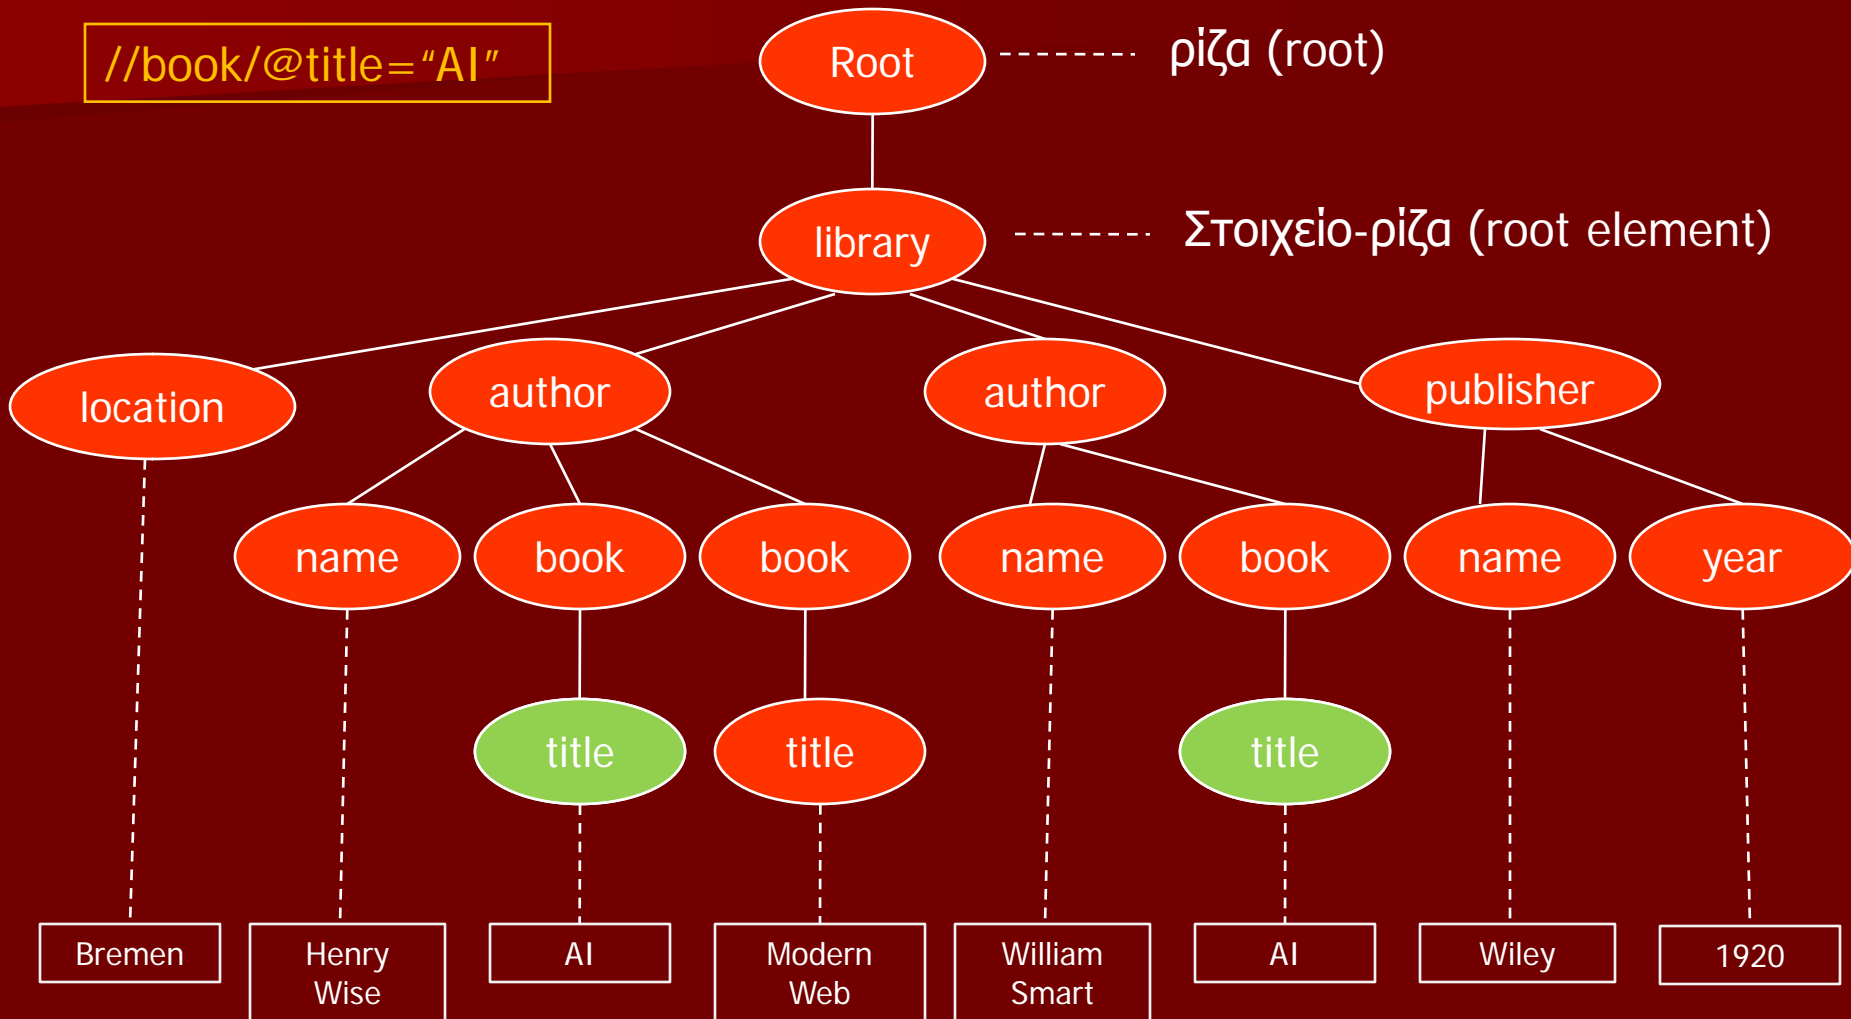 //book/@title=“AI”
Root
ρίζα (root)
library
Στοιχείο-ρίζα (root element)
location
author
author
publisher
name
book
book
name
book
name
year
title
title
title
Bremen
Henry
Wise
AI
Modern
Web
William
Smart
AI
Wiley
1920